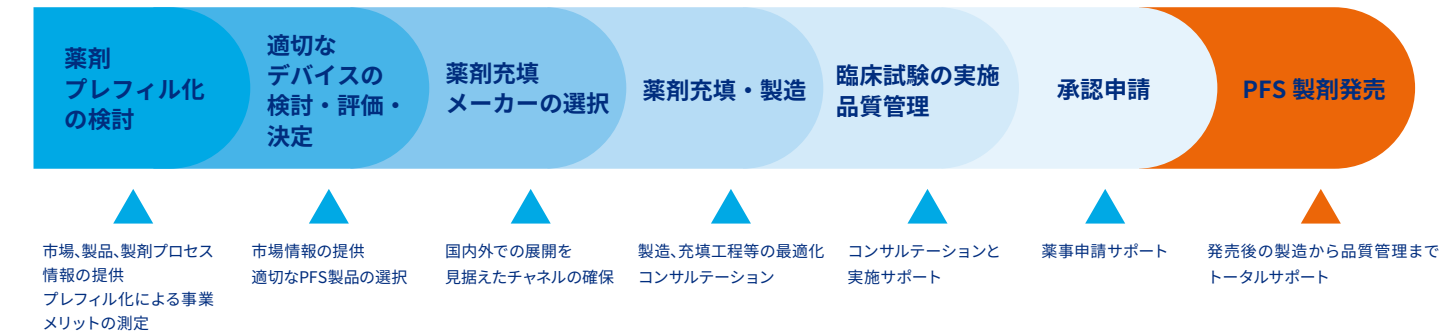 薬剤
プレフィル化
の検討
適切な
デバイスの
検討・評価・
決定
薬剤充填
メーカーの選択
薬剤充填・製造
臨床試験の実施
品質管理
承認申請
PFS 製剤発売
市場、製品、製剤プロセス
情報の提供
プレフィル化による事業
メリットの測定
市場情報の提供
適切なPFS製品の選択
国内外での展開を
見据えたチャネルの確保
製造、充填工程等の最適化
コンサルテーション
コンサルテーションと
実施サポート
薬事申請サポート
発売後の製造から品質管理まで
トータルサポート